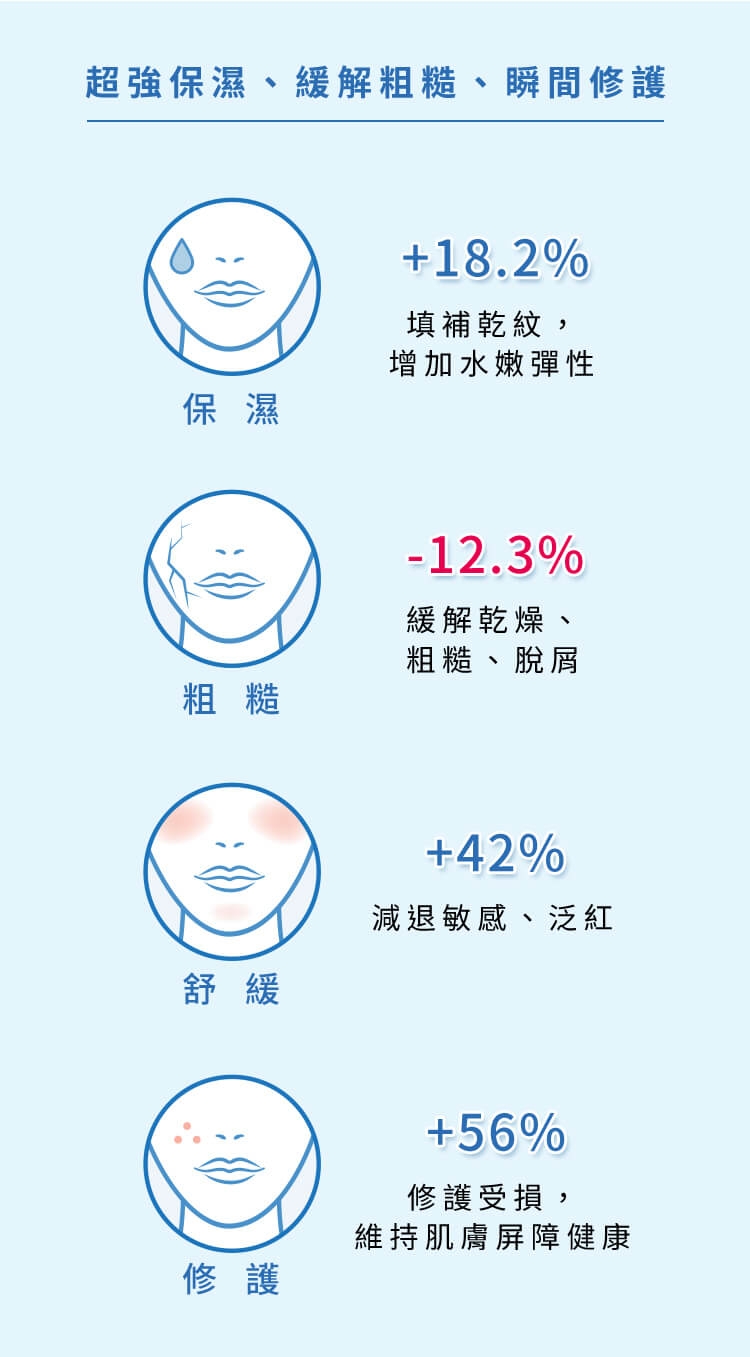 超強保濕、緩解粗糙、瞬間修護
+18.2%
填補乾紋，
增加水嫩彈性
保濕
-12.3%
緩解乾燥、
粗糙、脫屑
粗糙
+42%
減退敏感、泛紅
舒緩
+56%
修護受損，
維持肌膚屏障健康
修護